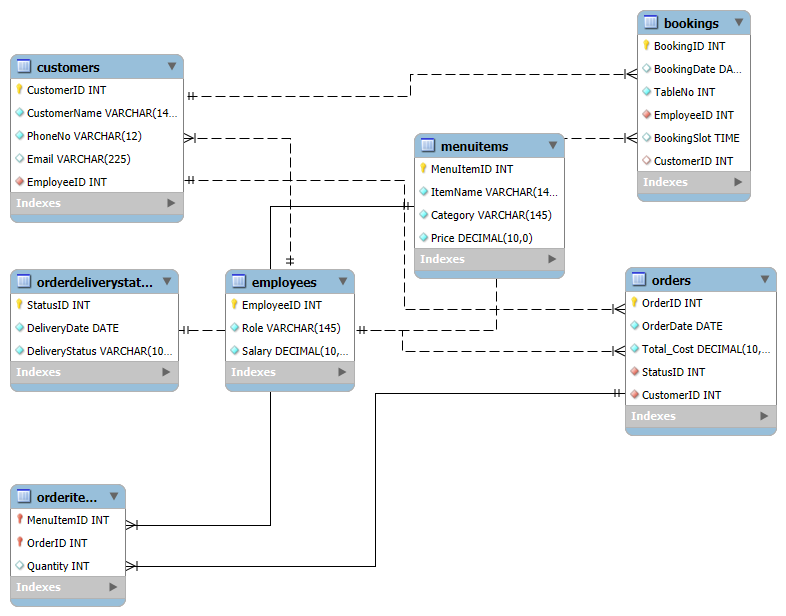 customers
CustomerID INT
CustomerName VARCHAR(14...
PhoneNo VARCHAR(12)
Email VARCHAR(225)
EmployeeID INT
Indexes
bookings
BookingID INT
BookingDate DA...
TableNo INT
EmployeeID INT
BookingSlot TIME
CustomerID INT
Indexes
menuitems
MenuItemID INT
ItemName VARCHAR(14...
Category VARCHAR(145)
Price DECIMAL(10,0)
Indexes
orderdeliverystat...
StatusID INT
DeliveryDate DATE
DeliveryStatus VARCHAR(10...
Indexes
employees
EmployeeID INT
Role VARCHAR(145)
Salary DECIMAL(10,...
Indexes
orders
OrderID INT
OrderDate DATE
Total_Cost DECIMAL(10,...
StatusID INT
CustomerID INT
Indexes
orderite...
MenuItemID INT
OrderID INT
Quantity INT
Indexes